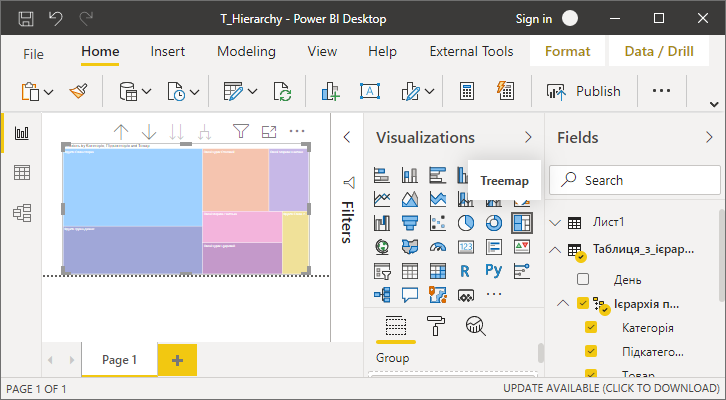 T_Hierarchy - Power BI Desktop
Sign in
File
Home
Insert
Modeling
View
Help
External Tools
Format
Data / Drill
Publish
Visualizations
Fields
Search
Treemap
Filters
R
Py
123
Лист1
Таблиця_з_ієрар...
День
Ієрархія п...
Категорія
Підкатего...
Товар
Group
Page 1
PAGE 1 OF 1
UPDATE AVAILABLE (CLICK TO DOWNLOAD)